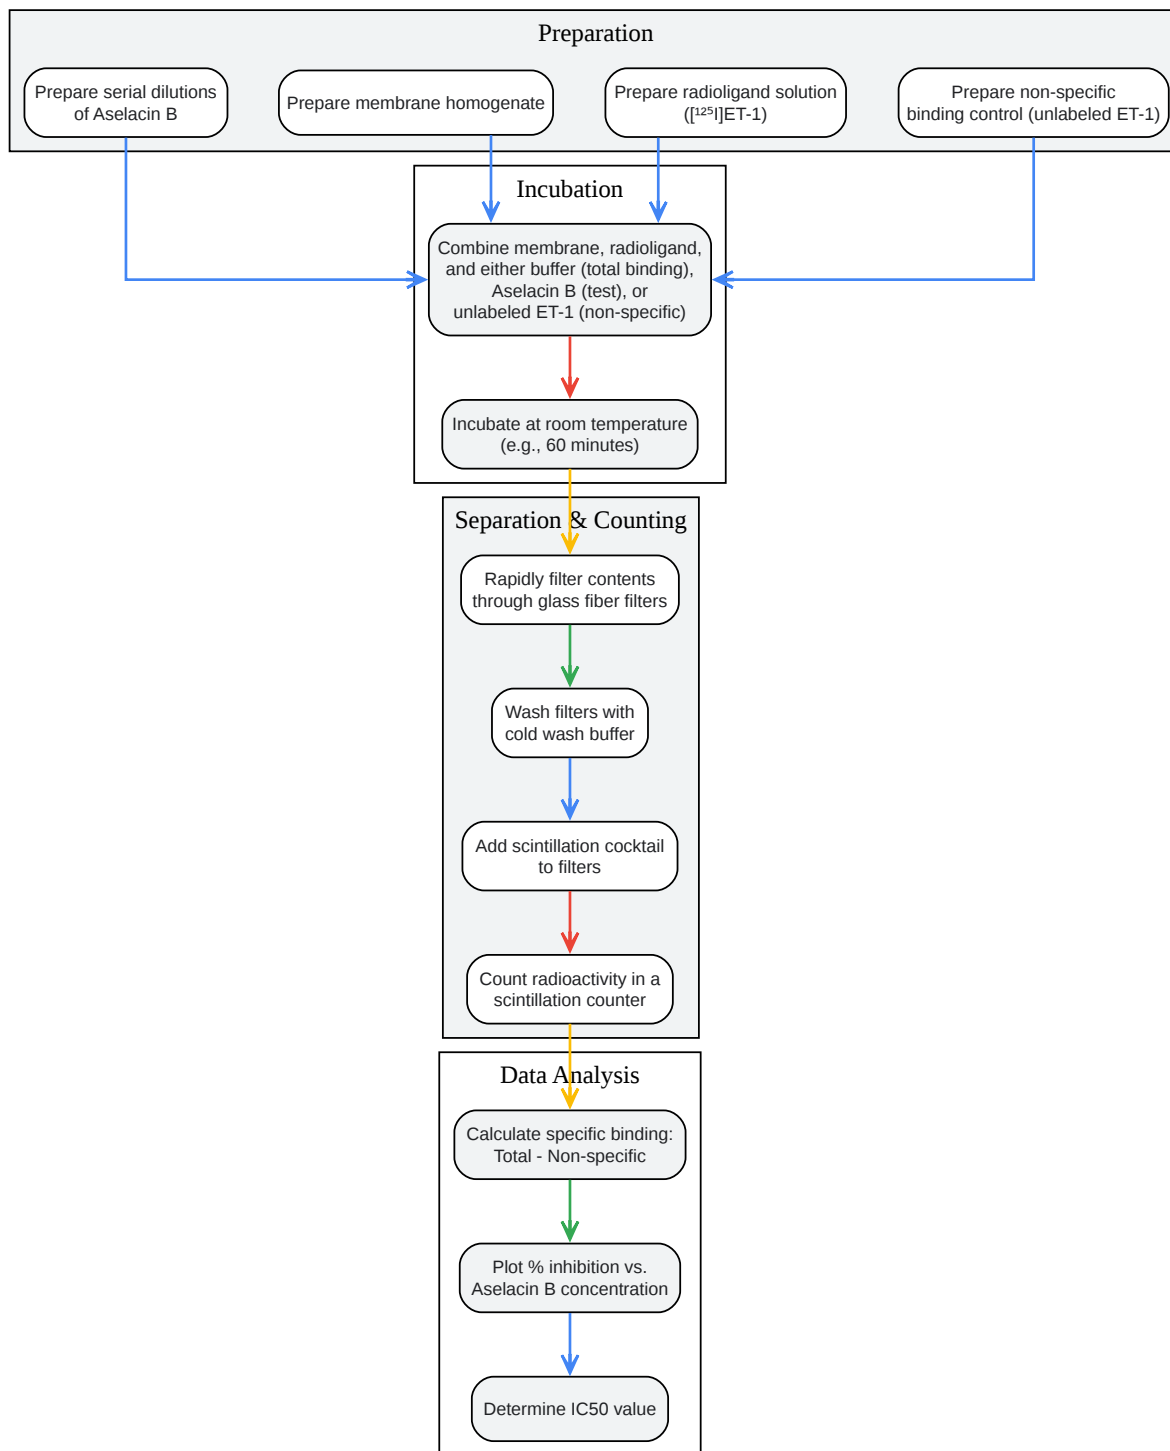 Preparation
Prepare serial dilutions
of Aselacin B
Prepare membrane homogenate
Prepare radioligand solution
([¹²⁵I]ET-1)
Prepare non-specific
binding control (unlabeled ET-1)
Incubation
Combine membrane, radioligand,
and either buffer (total binding),
Aselacin B (test), or
unlabeled ET-1 (non-specific)
Incubate at room temperature
(e.g., 60 minutes)
Separation & Counting
Rapidly filter contents
through glass fiber filters
Wash filters with
cold wash buffer
Add scintillation cocktail
to filters
Count radioactivity in a
scintillation counter
Data Analysis
Calculate specific binding:
Total - Non-specific
Plot % inhibition vs.
Aselacin B concentration
Determine IC50 value